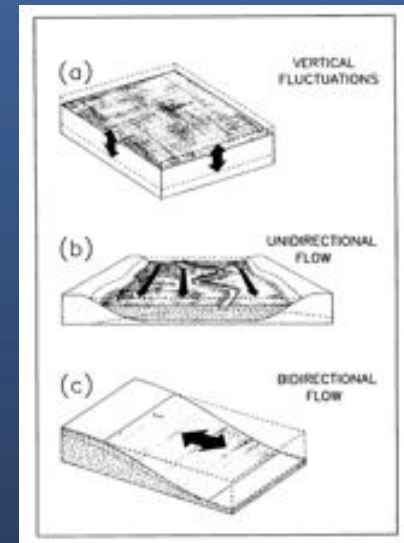 (a)
VERTICAL
FLUCTUATIONS
(b)
UNIDIRECTIONAL
FLOW
(c)
BIDIRECTIONAL
FLOW